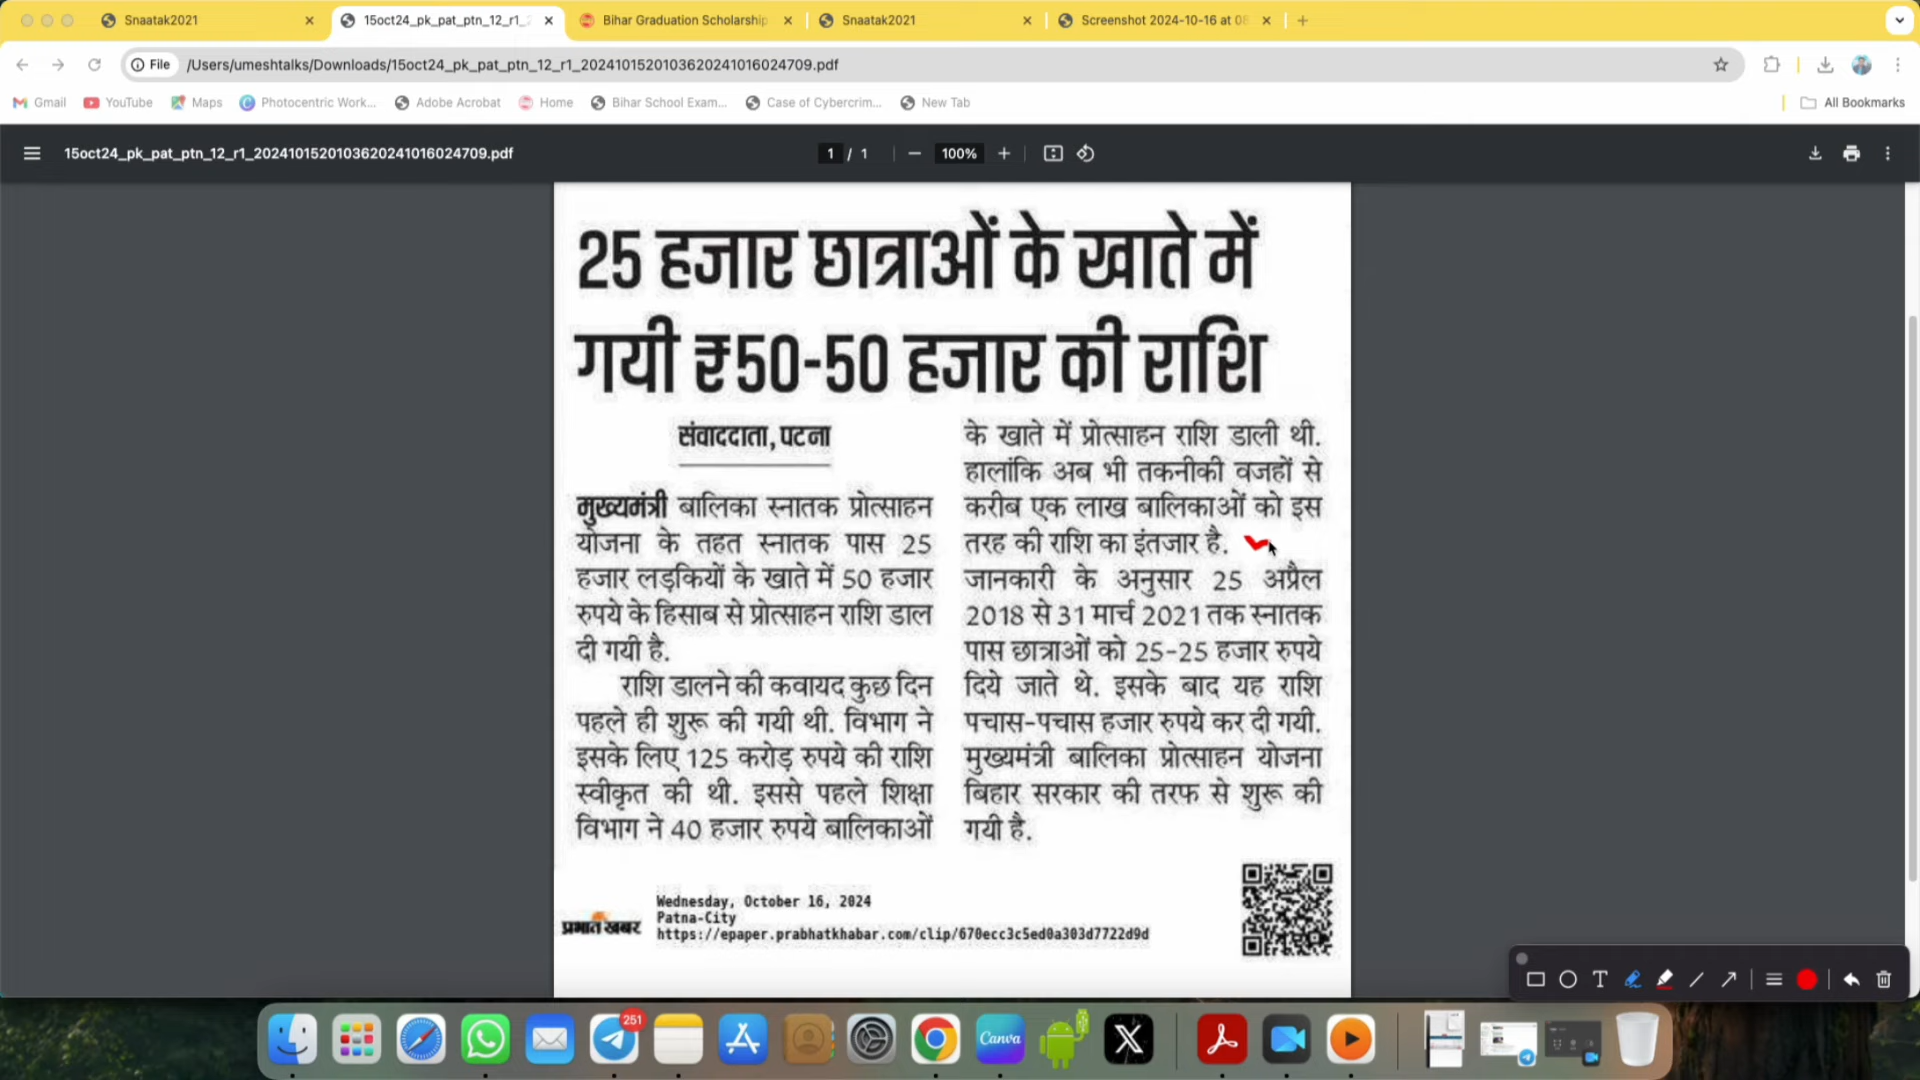 Snaatak2021
15oct24_pk_pat_ptn_12_r1_2
Bihar Graduation Scholarship
Snaatak2021
Screenshot 2024-10-16 at 08
File
/Users/umeshtalks/Downloads/15oct24_pk_pat_ptn_12_r1_2024101520103620241016024709.pdf
Gmail
YouTube
Maps
Photocentric Work...
Adobe Acrobat
Home
Bihar School Exam...
Case of Cybercrim...
New Tab
All Bookmarks
15oct24_pk_pat_ptn_12_r1_2024101520103620241016024709.pdf
1 / 1
100%
25 हजार छात्राओं के खाते में
गयी ₹50-50 हजार की राशि
संवाददाता, पटना
मुख्यमंत्री बालिका स्नातक प्रोत्साहन
योजना के तहत स्नातक पास 25
हजार लड़कियों के खाते में 50 हजार
रुपये के हिसाब से प्रोत्साहन राशि डाल
दी गयी है.
राशि डालने की कवायद कुछ दिन
पहले ही शुरू की गयी थी. विभाग ने
इसके लिए 125 करोड़ रुपये की राशि
स्वीकृत की थी. इससे पहले शिक्षा
विभाग ने 40 हजार रुपये बालिकाओं
के खाते में प्रोत्साहन राशि डाली थी.
हालांकि अब भी तकनीकी वजहों से
करीब एक लाख बालिकाओं को इस
तरह की राशि का इंतजार है.
जानकारी के अनुसार 25 अप्रैल
2018 से 31 मार्च 2021 तक स्नातक
पास छात्राओं को 25-25 हजार रुपये
दिये जाते थे. इसके बाद यह राशि
पचास-पचास हजार रुपये कर दी गयी.
मुख्यमंत्री बालिका प्रोत्साहन योजना
बिहार सरकार की तरफ से शुरू की
गयी है.
प्रभात खबर
Wednesday, October 16, 2024
Patna-City
https://epaper.prabhatkhabar.com/clip/670ecc3c5ed0a303d7722d9d
T
251
Canva
X